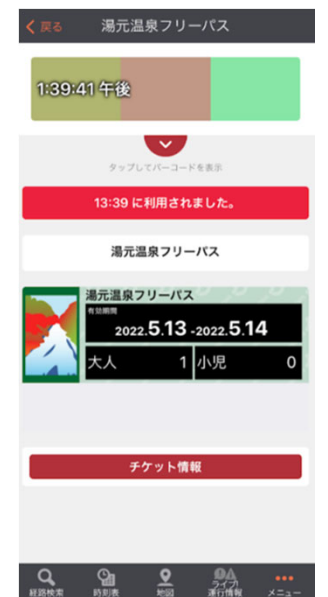 戻る 湯元温泉フリーパス
1:39:41 午後
タップしてバーコードを表示
13:39 に利用されました。
湯元温泉フリーパス
湯元温泉フリーパス
有効期間
2022.5.13 -2022.5.14
大人 1 小児 0
チケット情報
経路検索 時刻表 地図 ライブ!運行情報 メニュー